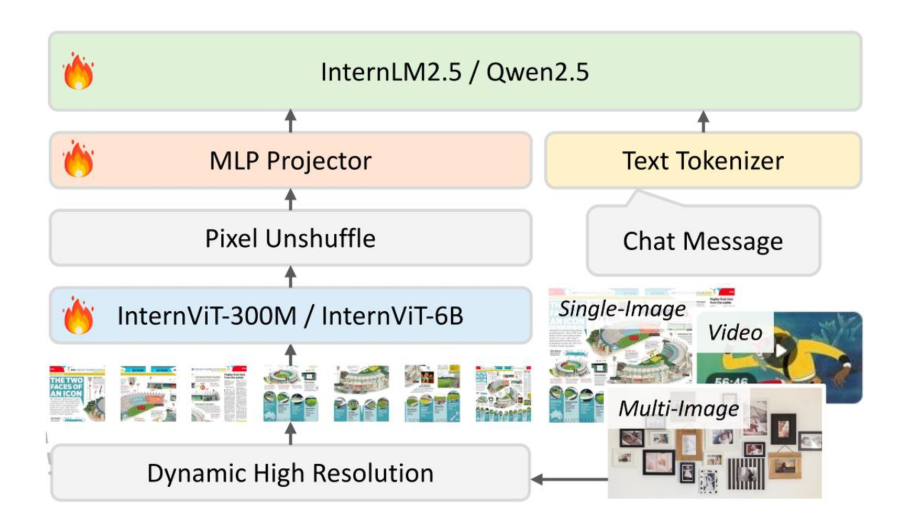 InternLM2.5 / Qwen2.5
MLP Projector
Text Tokenizer
Pixel Unshuffle
Chat Message
InternViT-300M / InternViT-6B
Single-Image
Video
56:46
Multi-Image
THE TWO
FACES OF
AN ICON
Dynamic High Resolution